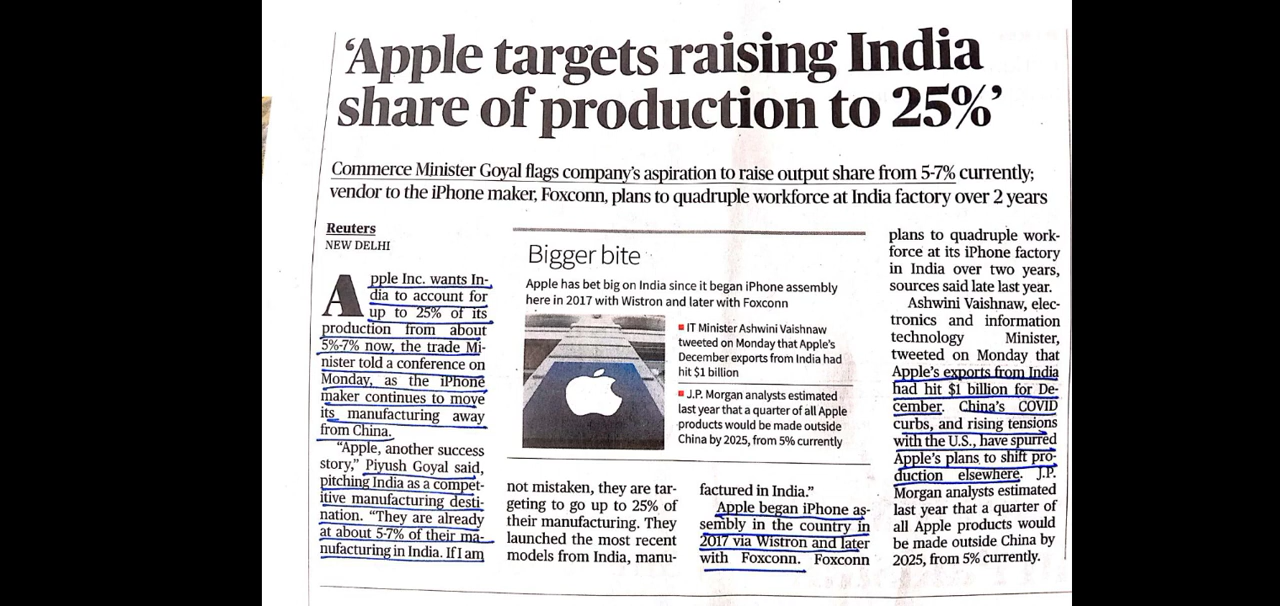 ‘Apple targets raising India
share of production to 25%’
Commerce Minister Goyal flags company’s aspiration to raise output share from 5-7% currently;
vendor to the iPhone maker, Foxconn, plans to quadruple workforce at India factory over 2 years
Reuters
NEW DELHI
Apple Inc. wants In-
dia to account for
up to 25% of its
production from about
5%-7% now, the trade Mi-
nister told a conference on
Monday, as the iPhone
maker continues to move
its manufacturing away
from China.
“Apple, another success
story,” Piyush Goyal said,
pitching India as a compet-
itive manufacturing desti-
nation. “They are already
at about 5-7% of their ma-
nufacturing in India. If I am
Bigger bite
Apple has bet big on India since it began iPhone assembly
here in 2017 with Wistron and later with Foxconn
IT Minister Ashwini Vaishnaw
tweeted on Monday that Apple’s
December exports from India had
hit $1 billion
J.P. Morgan analysts estimated
last year that a quarter of all Apple
products would be made outside
China by 2025, from 5% currently
not mistaken, they are tar-
geting to go up to 25% of
their manufacturing. They
launched the most recent
models from India, manu-
factured in India.”
Apple began iPhone as-
sembly in the country in
2017 via Wistron and later
with Foxconn. Foxconn
plans to quadruple work-
force at its iPhone factory
in India over two years,
sources said late last year.
Ashwini Vaishnaw, elec-
tronics and information
technology Minister,
tweeted on Monday that
Apple’s exports from India
had hit $1 billion for De-
cember. China’s COVID
curbs, and rising tensions
with the U.S., have spurred
Apple’s plans to shift pro-
duction elsewhere. J.P.
Morgan analysts estimated
last year that a quarter of
all Apple products would
be made outside China by
2025, from 5% currently.